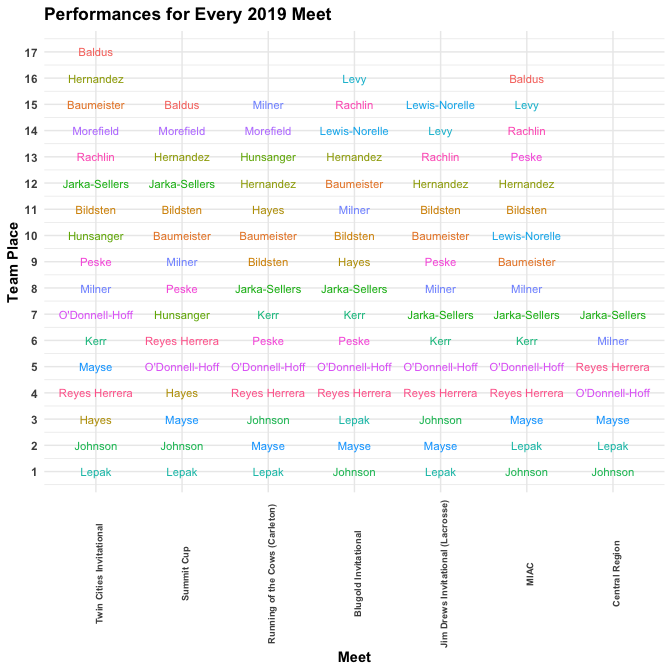 Performances for Every 2019 Meet
Team Place
17 Baldus
16 Hernandez Levy Baldus
15 Baumeister Baldus Milner Rachlin Lewis-Norelle Levy
14 Morefield Morefield Morefield Lewis-Norelle Levy Rachlin
13 Rachlin Hernandez Hunsanger Hernandez Rachlin Peske
12 Jarka-Sellers Jarka-Sellers Hernandez Baumeister Hernandez Hernandez
11 Bildsten Bildsten Hayes Milner Bildsten Bildsten
10 Hunsanger Baumeister Baumeister Bildsten Baumeister Lewis-Norelle
9 Peske Milner Bildsten Hayes Peske Baumeister
8 Milner Peske Jarka-Sellers Jarka-Sellers Milner Milner
7 O'Donnell-Hoff Hunsanger Kerr Kerr Jarka-Sellers Jarka-Sellers Jarka-Sellers
6 Kerr Reyes Herrera Peske Peske Kerr Kerr Milner
5 Mayse O'Donnell-Hoff O'Donnell-Hoff O'Donnell-Hoff O'Donnell-Hoff O'Donnell-Hoff Reyes Herrera
4 Reyes Herrera Hayes Reyes Herrera Reyes Herrera Reyes Herrera Reyes Herrera O'Donnell-Hoff
3 Hayes Mayse Johnson Lepak Johnson Mayse Mayse
2 Johnson Johnson Mayse Mayse Mayse Lepak Lepak
1 Lepak Lepak Lepak Johnson Lepak Johnson Johnson
Twin Cities Invitational
Summit Cup
Running of the Cows (Carleton)
Blugold Invitational
Jim Drews Invitational (Lacrosse)
MIAC
Central Region
Meet